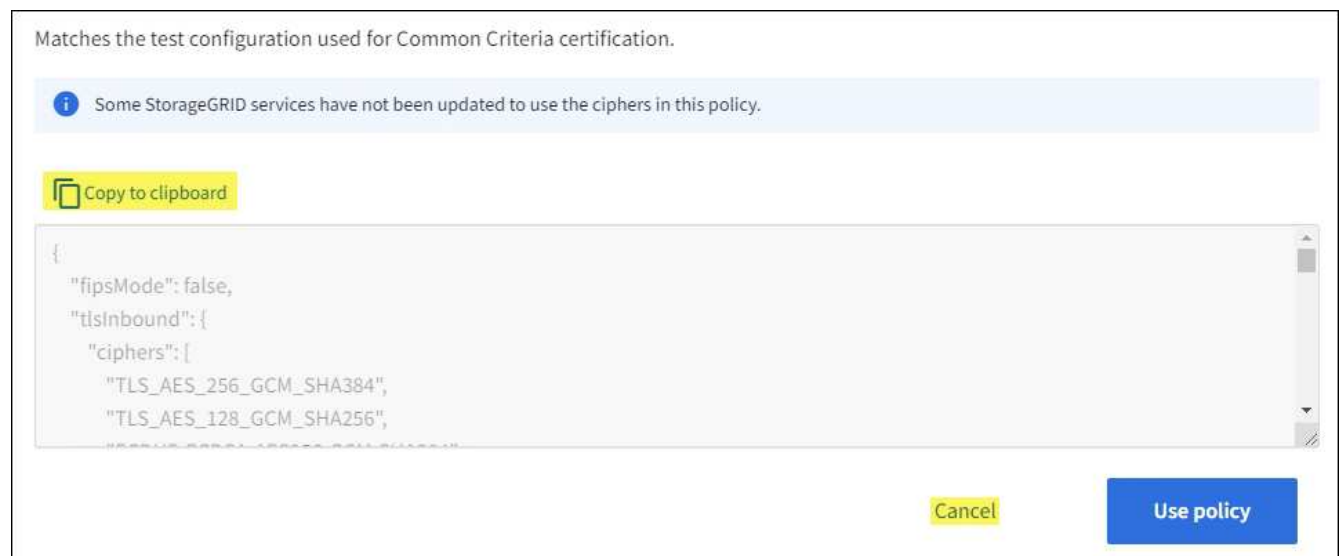 Matches the test configuration used for Common Criteria certification.
Some StorageGRID services have not been updated to use the ciphers in this policy.
Copy to clipboard
{
"fipsMode": false,
"tlsInbound": {
"ciphers": [
"TLS_AES_256_GCM_SHA384",
"TLS_AES_128_GCM_SHA256",
Cancel
Use policy